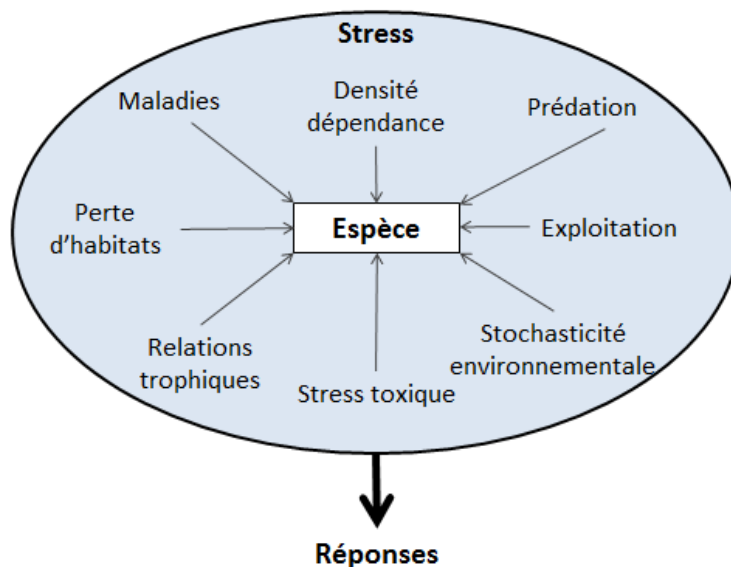 Stress
Maladies
Densité
dépendance
Prédation
Perte
d'habitats
Espèce
Exploitation
Relations
trophiques
Stress toxique
Stochasticité
environnementale
Réponses